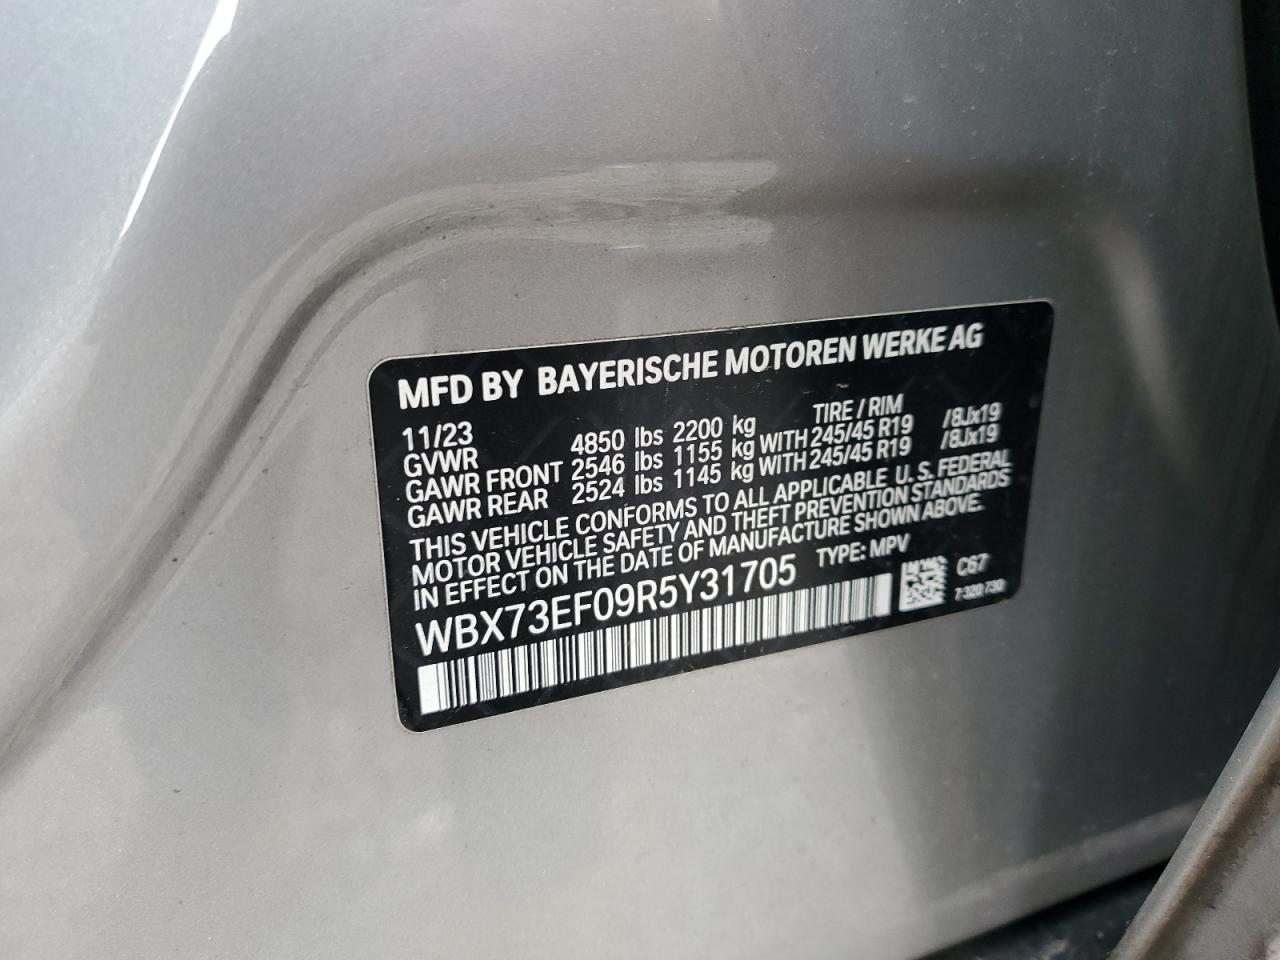 MFD BY BAYERISCHE MOTOREN WERKE AG
11/23 TIRE / RIM
GVWR 4850 lbs 2200 kg
GAWR FRONT 2546 lbs 1155 kg WITH 245/45 R19 /8Jx19
GAWR REAR 2524 lbs 1145 kg WITH 245/45 R19 /8Jx19
THIS VEHICLE CONFORMS TO ALL APPLICABLE U. S. FEDERAL
MOTOR VEHICLE SAFETY AND THEFT PREVENTION STANDARDS
IN EFFECT ON THE DATE OF MANUFACTURE SHOWN ABOVE.
WBX73EF09R5Y31705 TYPE: MPV
C67
7 320 730